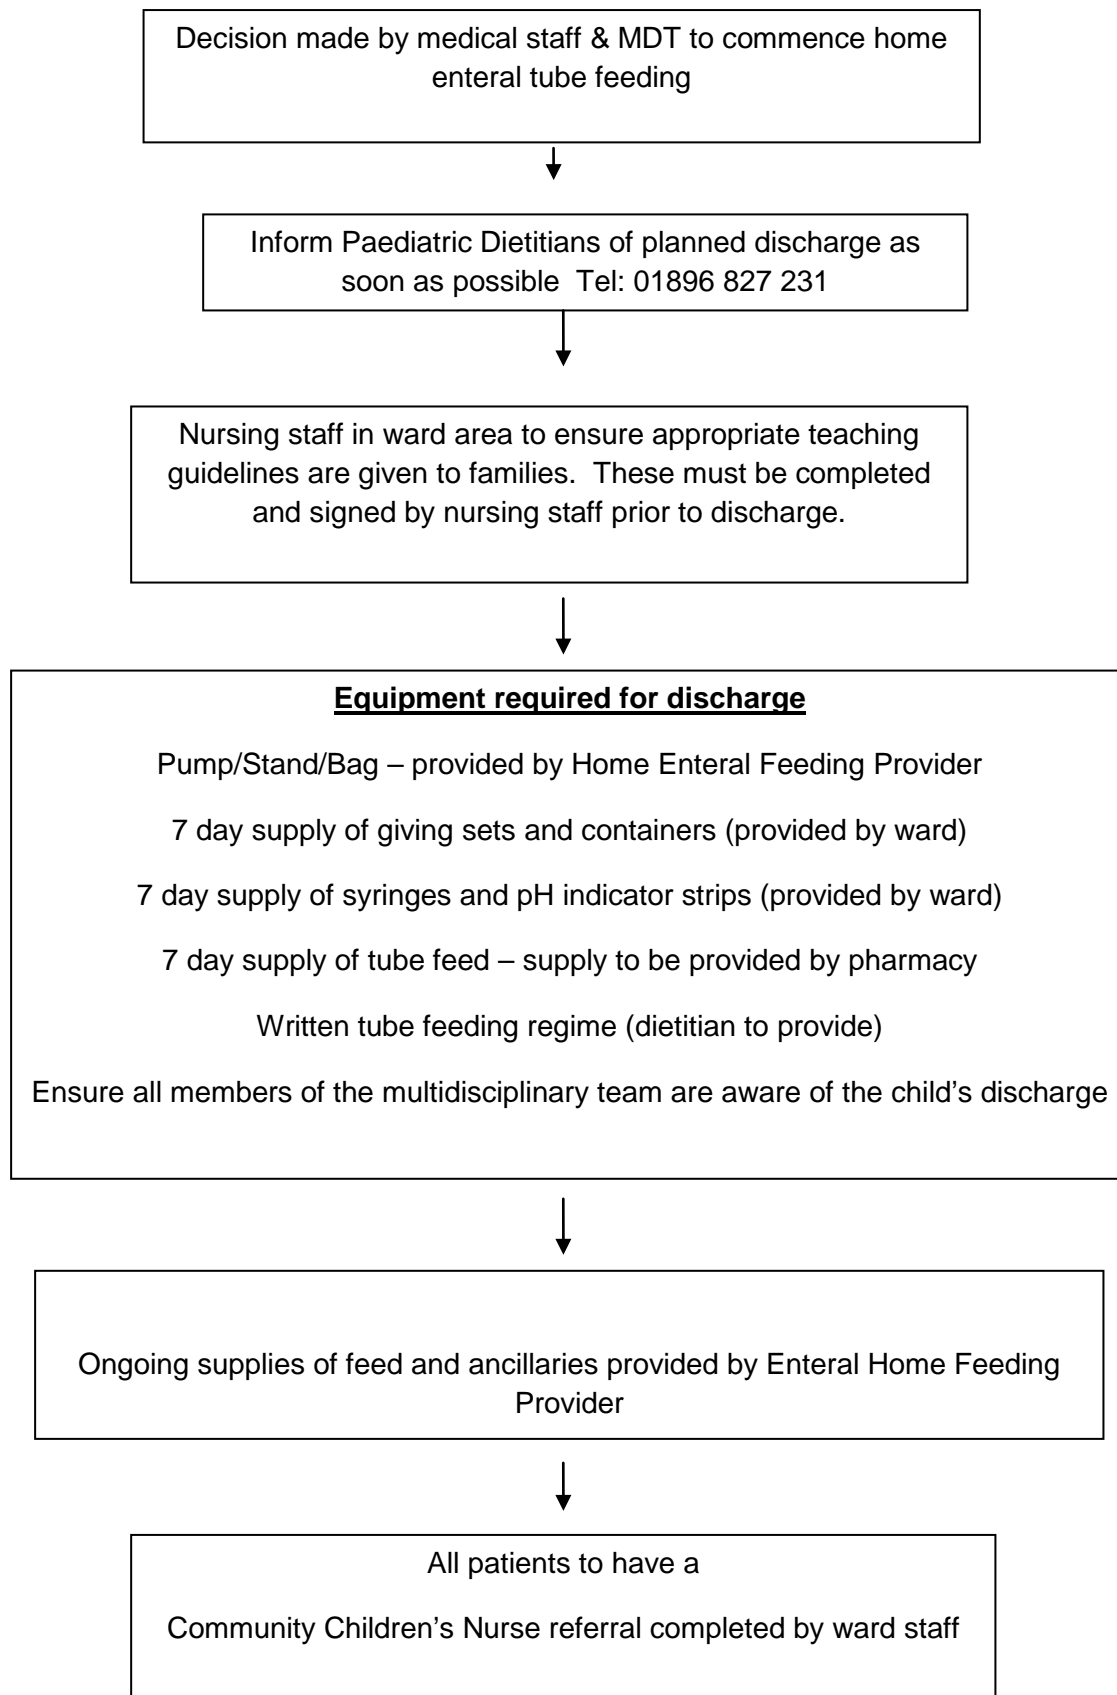 Decision made by medical staff & MDT to commence home
enteral tube feeding
Inform Paediatric Dietitians of planned discharge as
soon as possible  Tel: 01896 827 231
Nursing staff in ward area to ensure appropriate teaching
guidelines are given to families.  These must be completed
and signed by nursing staff prior to discharge.
Equipment required for discharge
Pump/Stand/Bag – provided by Home Enteral Feeding Provider
7 day supply of giving sets and containers (provided by ward)
7 day supply of syringes and pH indicator strips (provided by ward)
7 day supply of tube feed – supply to be provided by pharmacy
Written tube feeding regime (dietitian to provide)
Ensure all members of the multidisciplinary team are aware of the child’s discharge
Ongoing supplies of feed and ancillaries provided by Enteral Home Feeding
Provider
All patients to have a
Community Children’s Nurse referral completed by ward staff